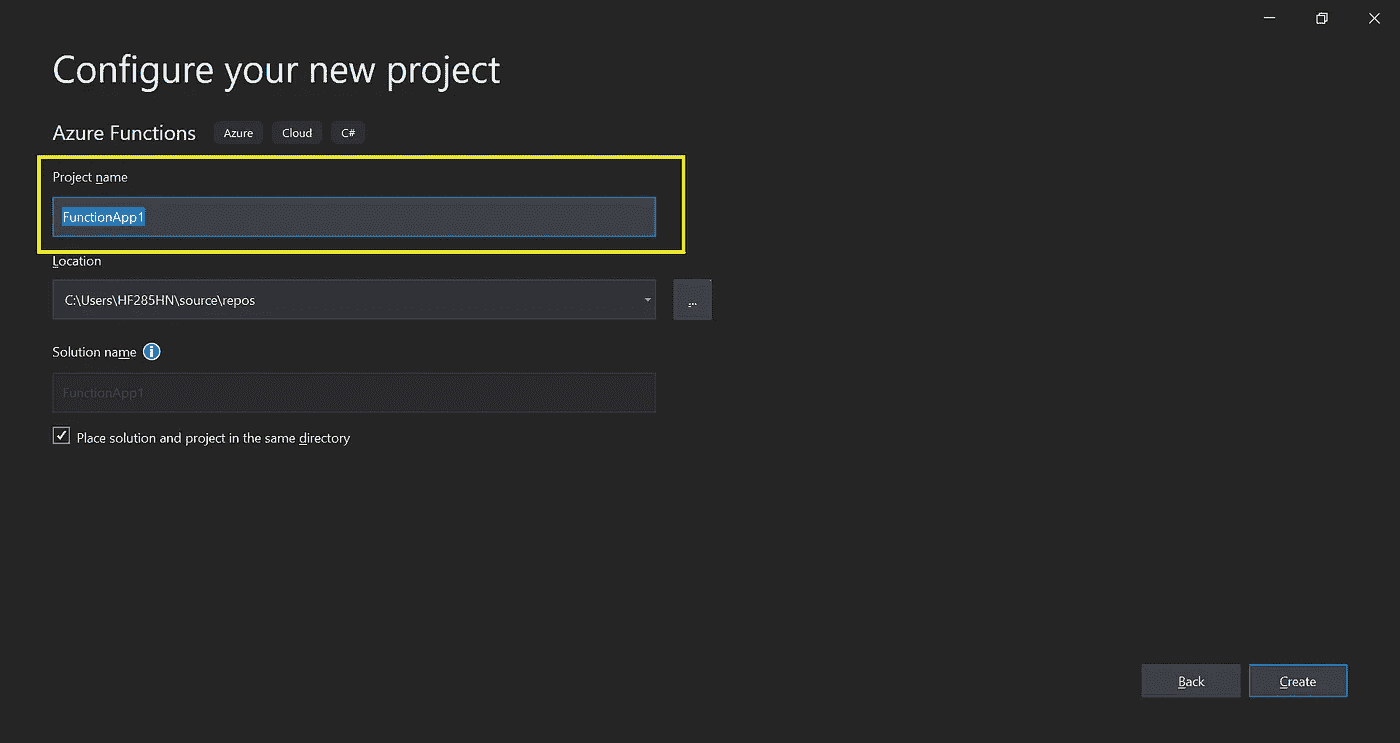 Configure your new project
Azure Functions Azure Cloud C#
Project name
FunctionApp1
Location
C:\Users\HF285HN\source\repos
...
Solution name
FunctionApp1
Place solution and project in the same directory
Back Create